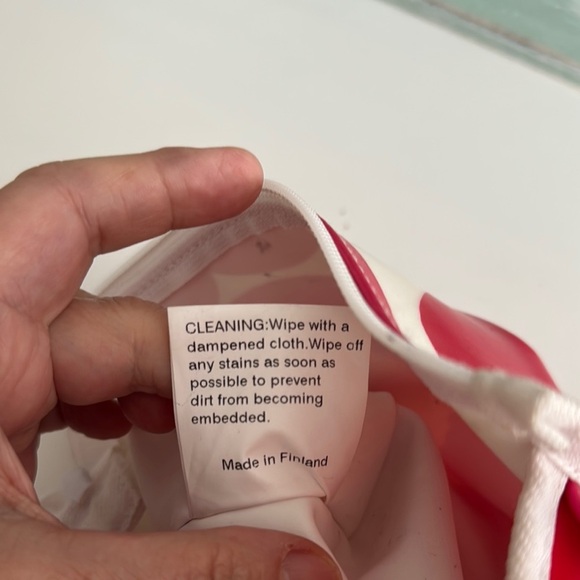 CLEANING:Wipe with a
dampened cloth.Wipe off
any stains as soon as
possible to prevent
dirt from becoming
embedded.
Made in Finland